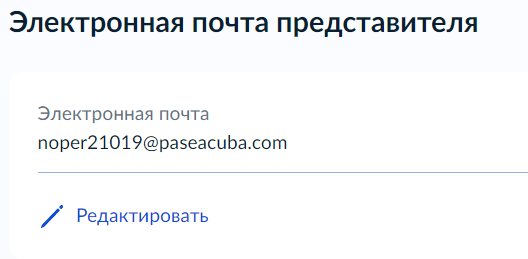 Электронная почта представителя
Электронная почта
noper21019@paseacuba.com
Редактировать